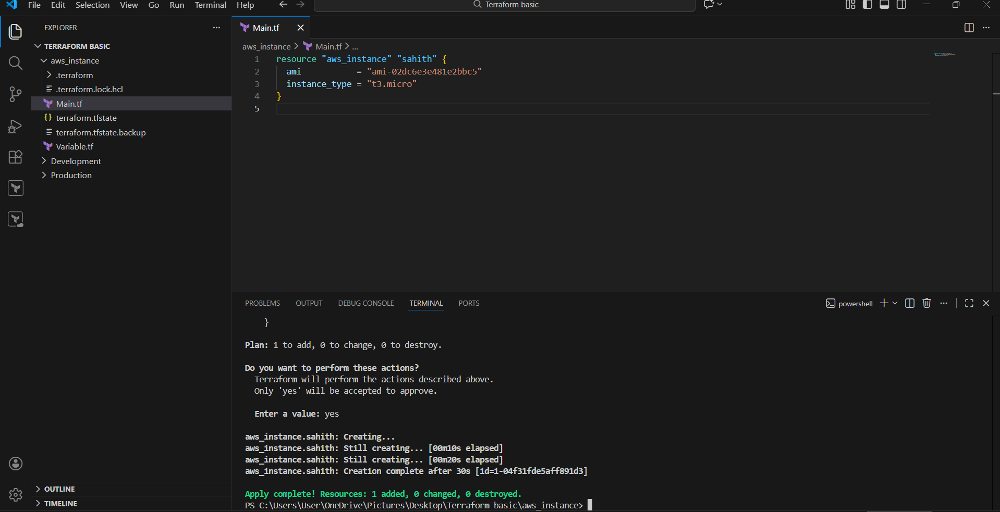 File Edit Selection View Go Run Terminal Help
Terraform basic
EXPLORER
TERRAFORM BASIC
aws_instance
.terraform
.terraform.lock.hcl
Main.tf
terraform.tfstate
terraform.tfstate.backup
Variable.tf
Development
Production
OUTLINE
TIMELINE
Main.tf
aws_instance > Main.tf > ...
1 resource "aws_instance" "sahith" {
2   ami           = "ami-02dc6e3e481e2bbc5"
3   instance_type = "t3.micro"
4 }
5
PROBLEMS OUTPUT DEBUG CONSOLE TERMINAL PORTS
powershell
}
Plan: 1 to add, 0 to change, 0 to destroy.
Do you want to perform these actions?
Terraform will perform the actions described above.
Only 'yes' will be accepted to approve.
Enter a value: yes
aws_instance.sahith: Creating...
aws_instance.sahith: Still creating... [00m10s elapsed]
aws_instance.sahith: Still creating... [00m20s elapsed]
aws_instance.sahith: Creation complete after 30s [id=i-04f31fde5aff891d3]
Apply complete! Resources: 1 added, 0 changed, 0 destroyed.
PS C:\Users\User\OneDrive\Pictures\Desktop\Terraform basic\aws_instance>